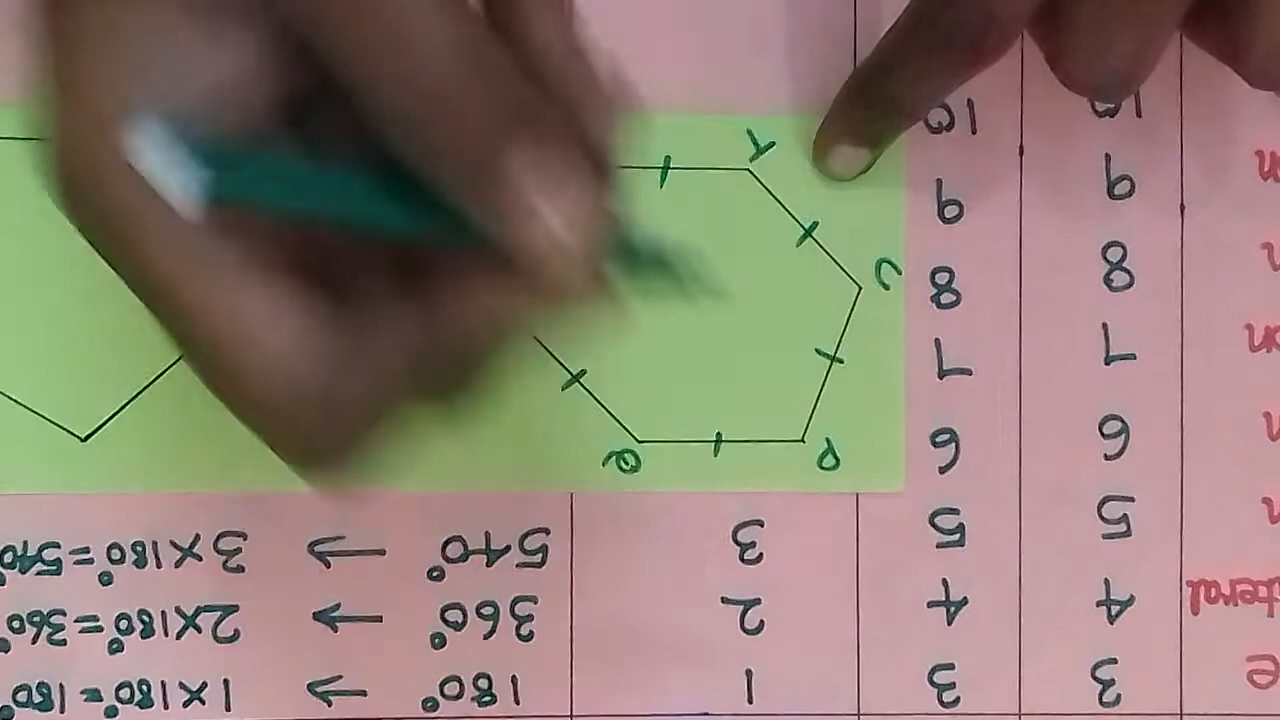 3 3 1 180° → 1×180°=180°
4 4 2 360° → 2×180°=360°
5 5 3 540° → 3×180°=540°
6 6 P Q
7 7
8 8 U
9 9
10 10 T